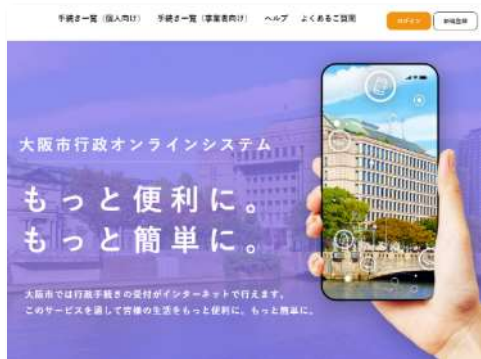 手続き一覧（個人向け）
手続き一覧（事業者向け）
ヘルプ
よくあるご質問
ログイン
新規登録
大阪市行政オンラインシステム
もっと便利に。
もっと簡単に。
大阪市では行政手続きの受付がインターネットで行えます。
このサービスを通して皆様の生活をもっと便利に、もっと簡単に。